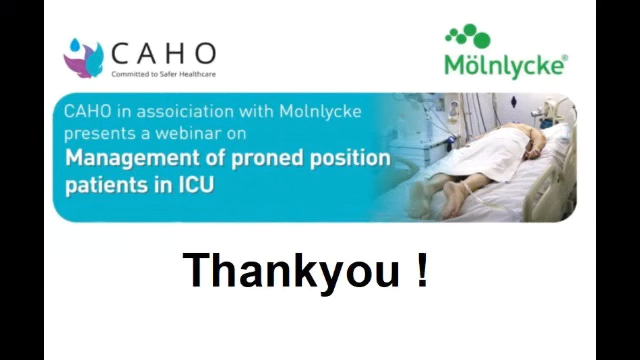 CAHO
Committed to Safer Healthcare
Mölnlycke®
CAHO in assoiciation with Molnlycke
presents a webinar on
Management of proned position
patients in ICU
Thankyou !